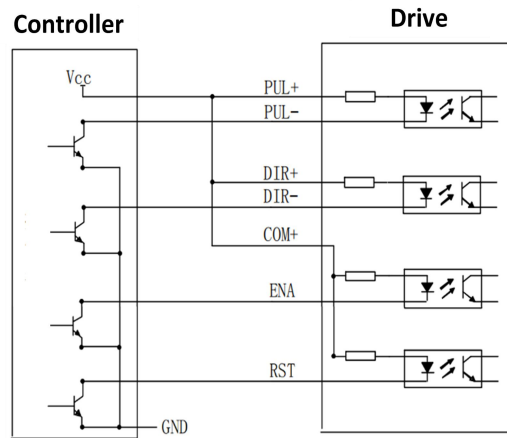 Controller
Drive
Vcc
PUL+
PUL-
DIR+
DIR-
COM+
ENA
RST
GND